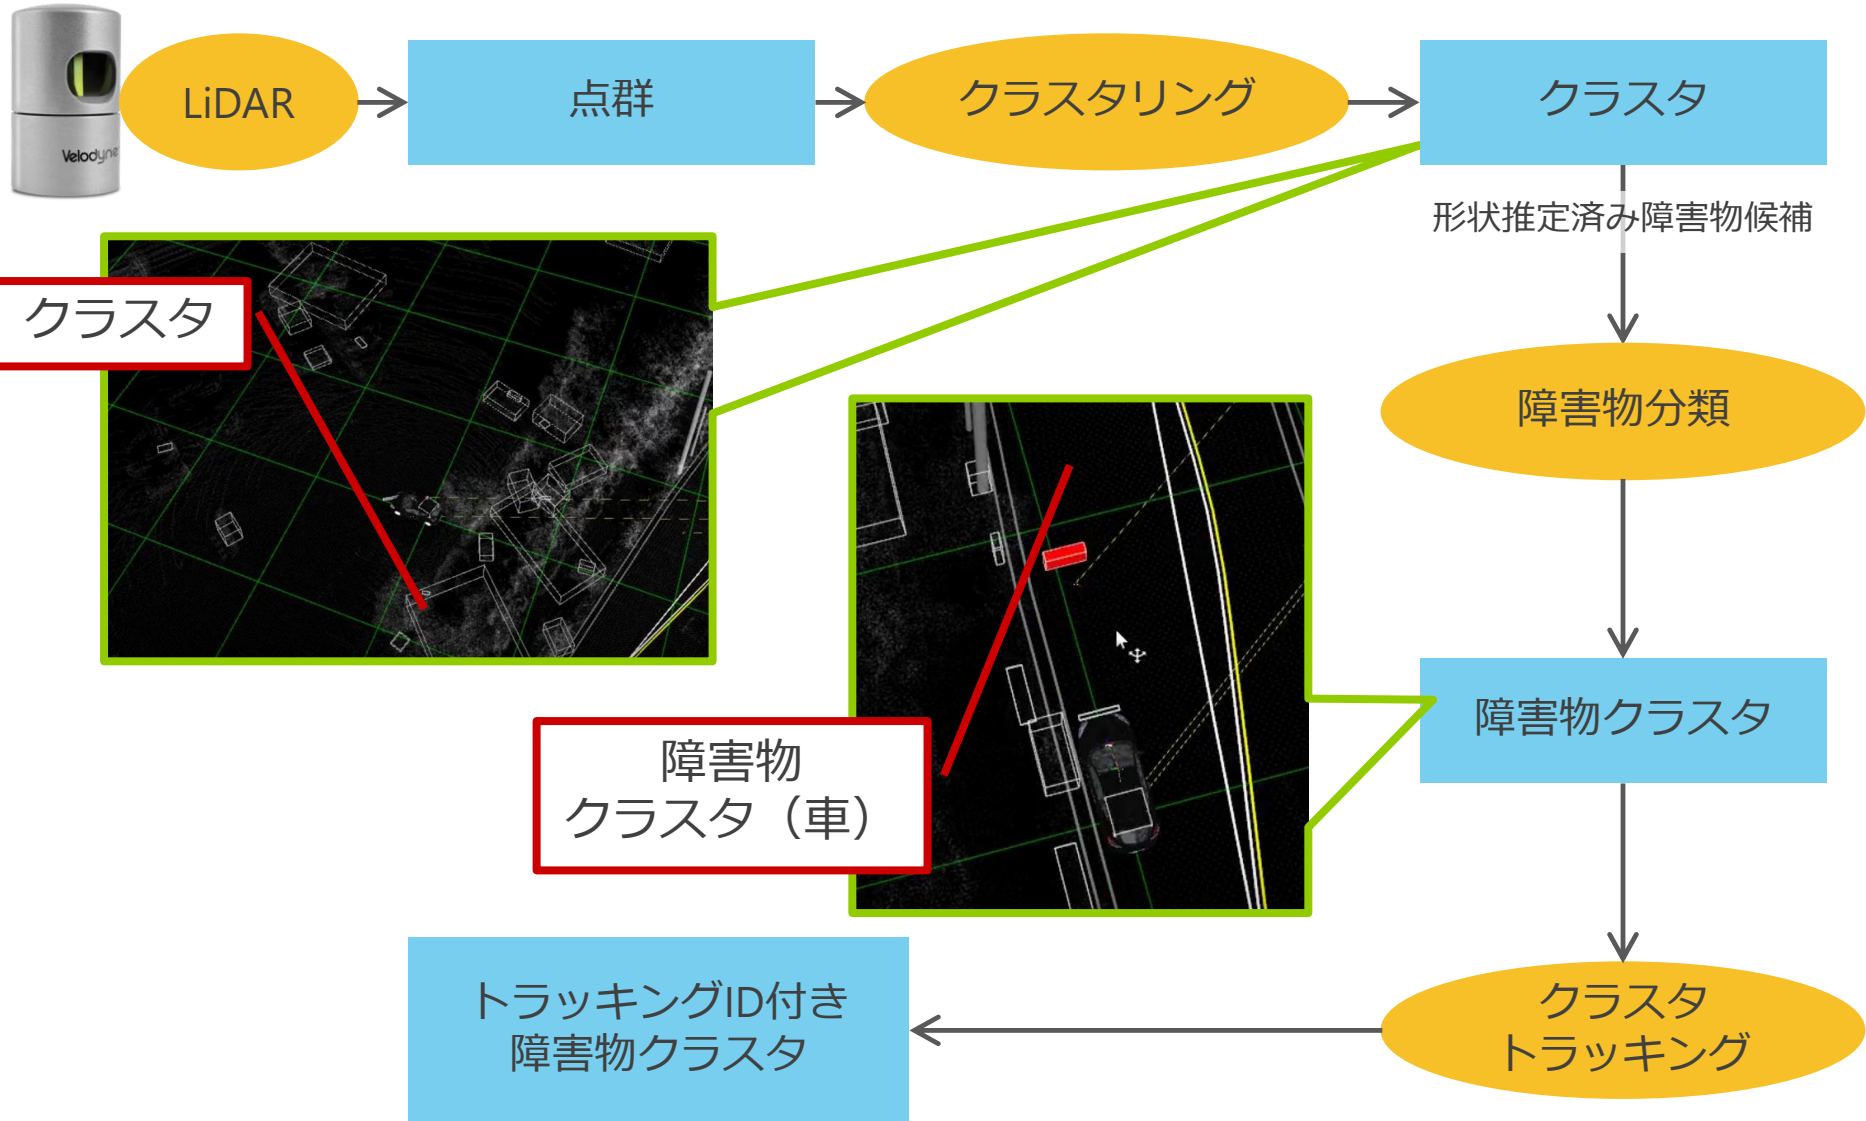 LiDAR
点群
クラスタリング
クラスタ
Velodyne
形状推定済み障害物候補
クラスタ
障害物分類
障害物クラスタ
障害物
クラスタ（車）
クラスタ
トラッキング
トラッキングID付き
障害物クラスタ